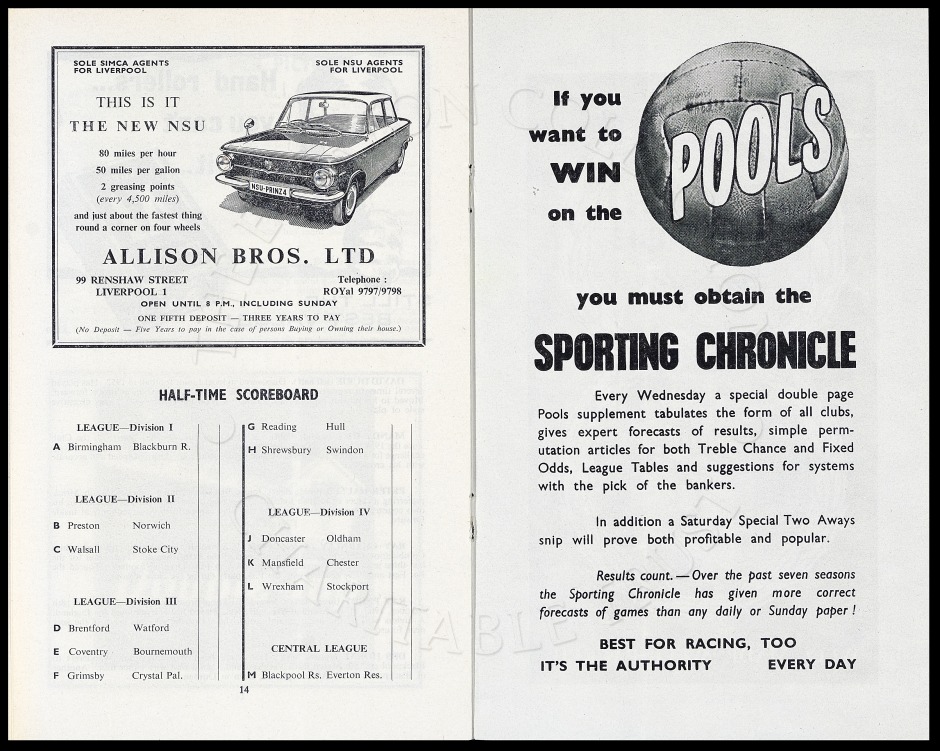 SOLE SIMCA AGENTS
FOR LIVERPOOL
SOLE NSU AGENTS
FOR LIVERPOOL
THIS IS IT
THE NEW NSU
80 miles per hour
50 miles per gallon
2 greasing points
(every 4,500 miles)
and just about the fastest thing
round a corner on four wheels
NSU-PRINZ4
ALLISON BROS. LTD
99 RENSHAW STREET
LIVERPOOL 1
Telephone :
ROYal 9797/9798
OPEN UNTIL 8 P.M., INCLUDING SUNDAY
ONE FIFTH DEPOSIT — THREE YEARS TO PAY
(No Deposit — Five Years to pay in the case of persons Buying or Owning their house.)
HALF-TIME SCOREBOARD
LEAGUE—Division I
A Birmingham Blackburn R.
LEAGUE—Division II
B Preston Norwich
C Walsall Stoke City
LEAGUE—Division III
D Brentford Watford
E Coventry Bournemouth
F Grimsby Crystal Pal.
G Reading Hull
H Shrewsbury Swindon
LEAGUE—Division IV
J Doncaster Oldham
K Mansfield Chester
L Wrexham Stockport
CENTRAL LEAGUE
M Blackpool Rs. Everton Res.
14
If you
want to
WIN
on the
POOLS
you must obtain the
SPORTING CHRONICLE
Every Wednesday a special double page
Pools supplement tabulates the form of all clubs,
gives expert forecasts of results, simple perm-
utation articles for both Treble Chance and Fixed
Odds, League Tables and suggestions for systems
with the pick of the bankers.
In addition a Saturday Special Two Aways
snip will prove both profitable and popular.
Results count.—Over the past seven seasons
the Sporting Chronicle has given more correct
forecasts of games than any daily or Sunday paper !
BEST FOR RACING, TOO
IT'S THE AUTHORITY EVERY DAY